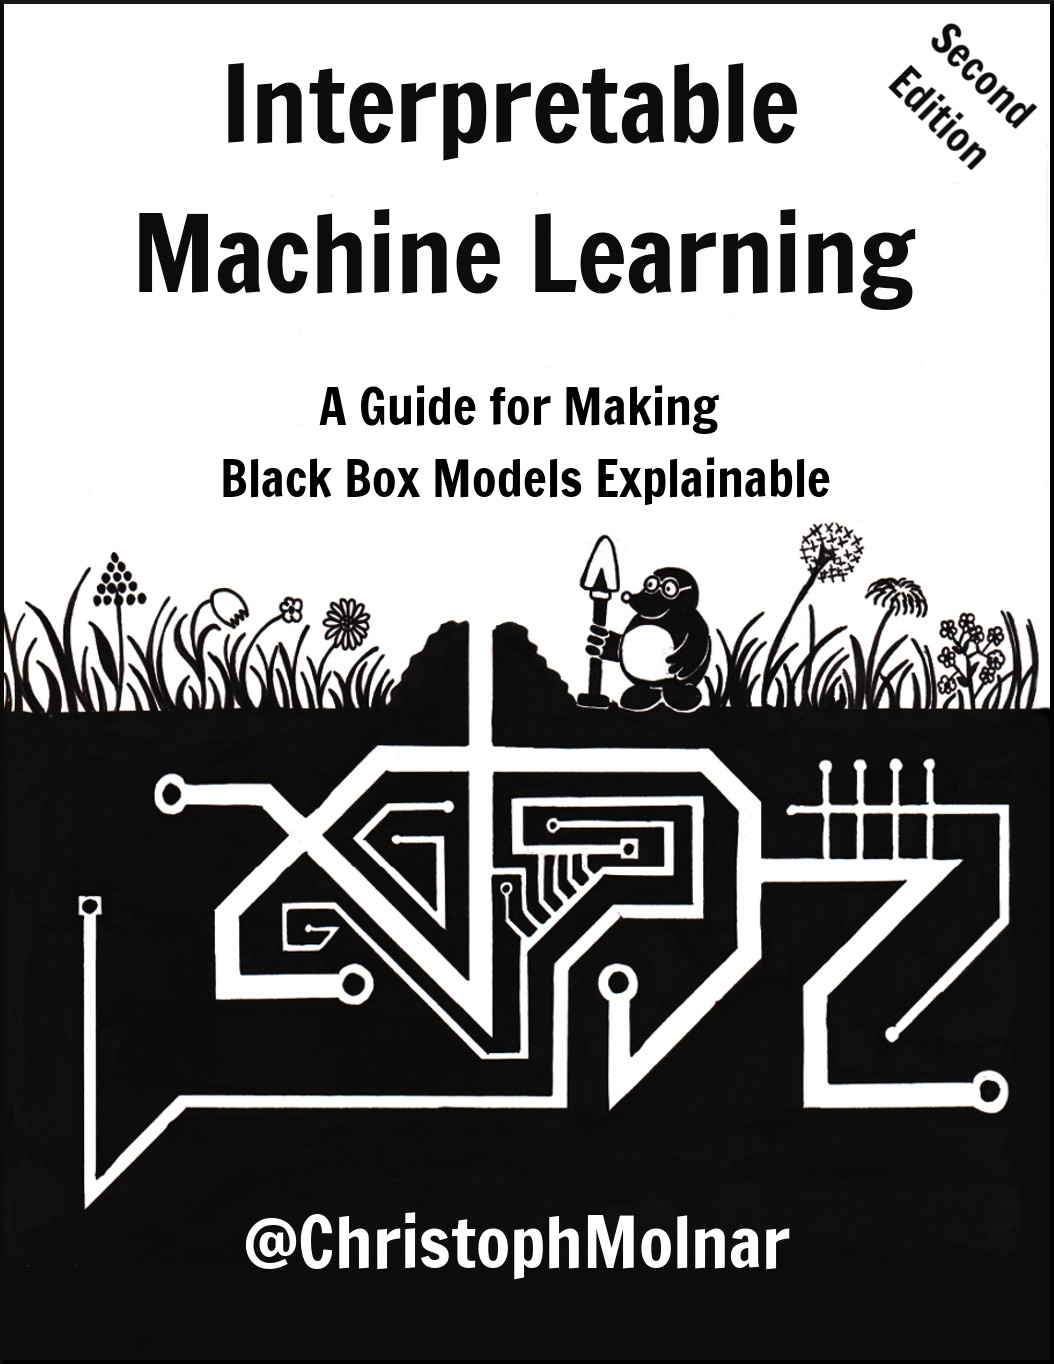 Second
Edition
Interpretable
Machine Learning
A Guide for Making
Black Box Models Explainable
@ChristophMolnar